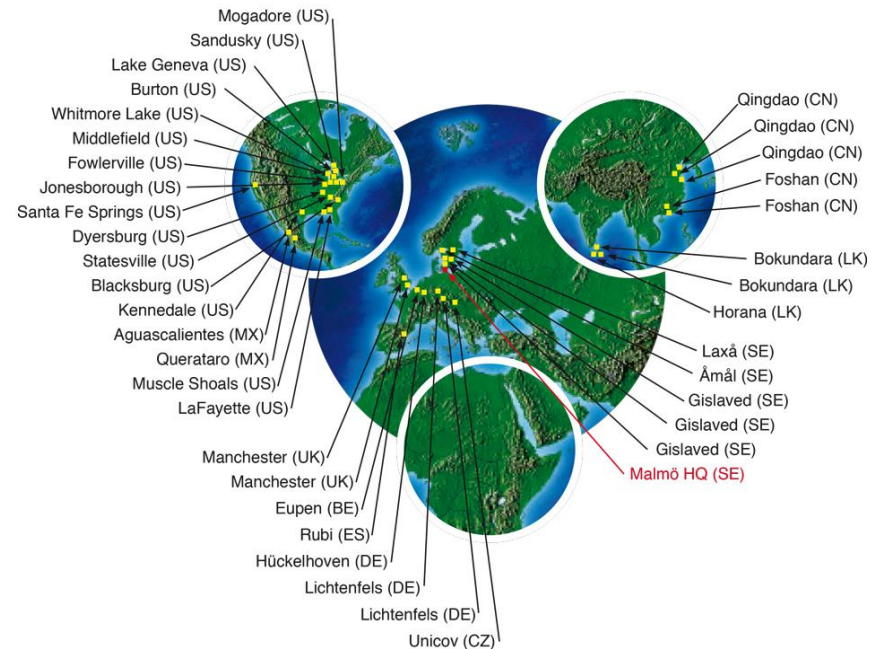 Mogadore (US)
Sandusky (US)
Lake Geneva (US)
Burton (US)
Whitmore Lake (US)
Middlefield (US)
Fowlerville (US)
Jonesborough (US)
Santa Fe Springs (US)
Dyersburg (US)
Statesville (US)
Blacksburg (US)
Kennedale (US)
Aguascalientes (MX)
Querataro (MX)
Muscle Shoals (US)
LaFayette (US)
Manchester (UK)
Manchester (UK)
Eupen (BE)
Rubi (ES)
Hückelhoven (DE)
Lichtenfels (DE)
Lichtenfels (DE)
Unicov (CZ)
Qingdao (CN)
Qingdao (CN)
Qingdao (CN)
Foshan (CN)
Foshan (CN)
Bokundara (LK)
Bokundara (LK)
Horana (LK)
Laxå (SE)
Åmål (SE)
Gislaved (SE)
Gislaved (SE)
Gislaved (SE)
Malmö HQ (SE)